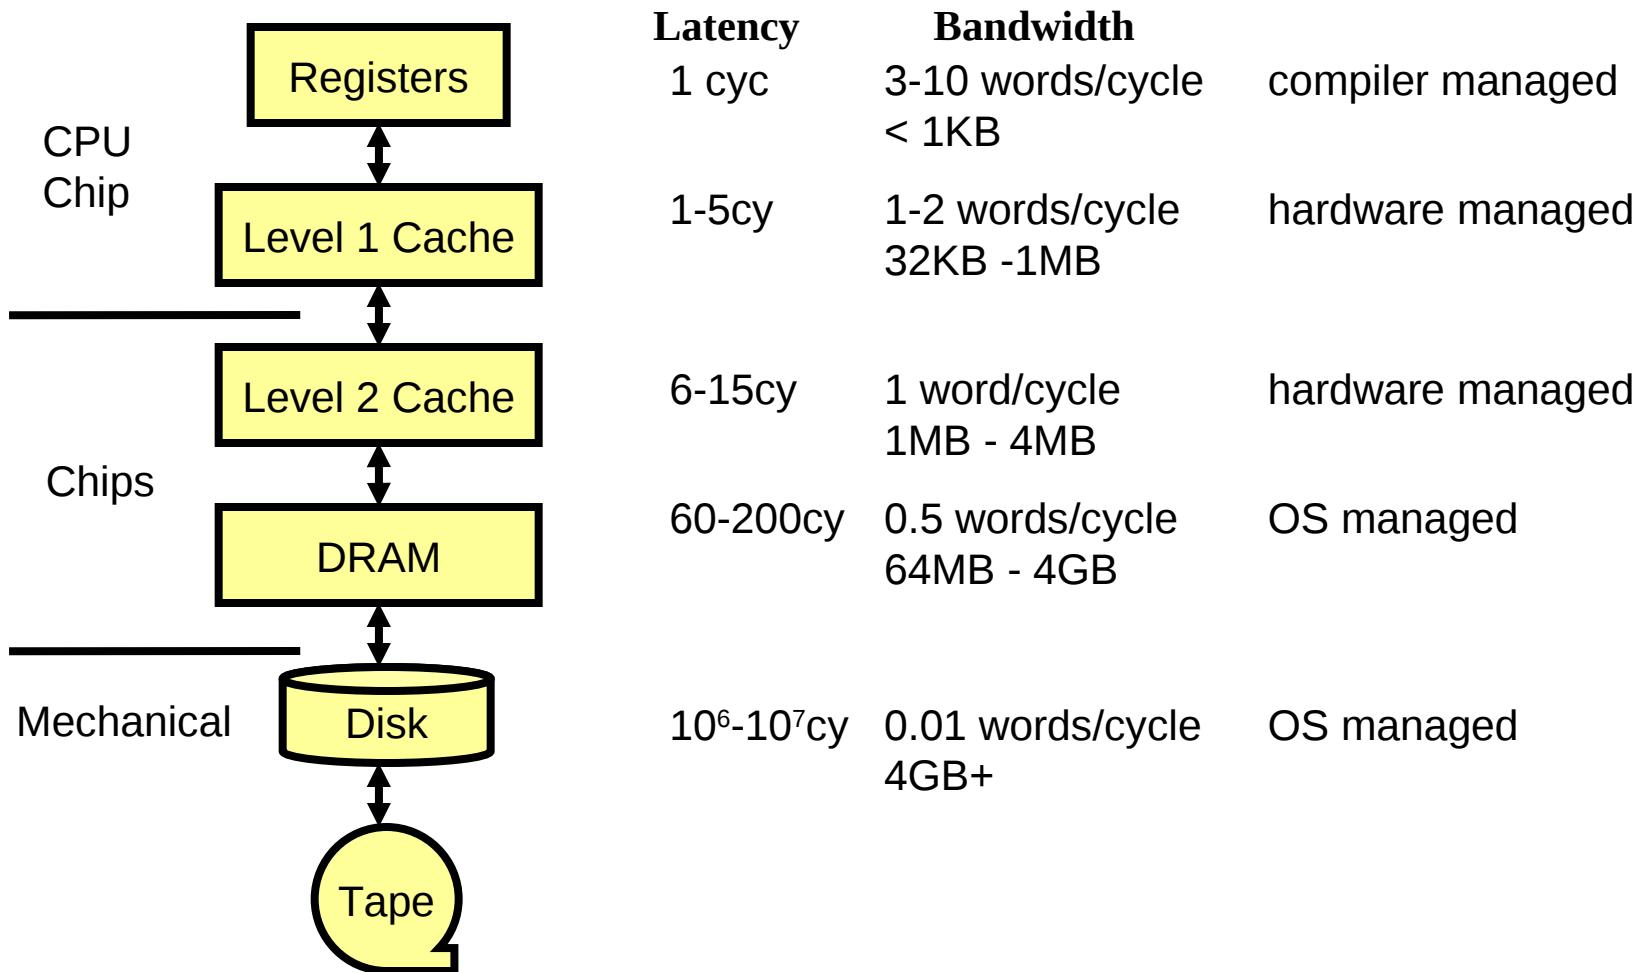 Latency Bandwidth
Registers 1 cyc 3-10 words/cycle compiler managed
< 1KB
CPU
Chip
Level 1 Cache 1-5cy 1-2 words/cycle hardware managed
32KB -1MB
Level 2 Cache 6-15cy 1 word/cycle hardware managed
1MB - 4MB
Chips
DRAM 60-200cy 0.5 words/cycle OS managed
64MB - 4GB
Mechanical Disk 10⁶-10⁷cy 0.01 words/cycle OS managed
4GB+
Tape